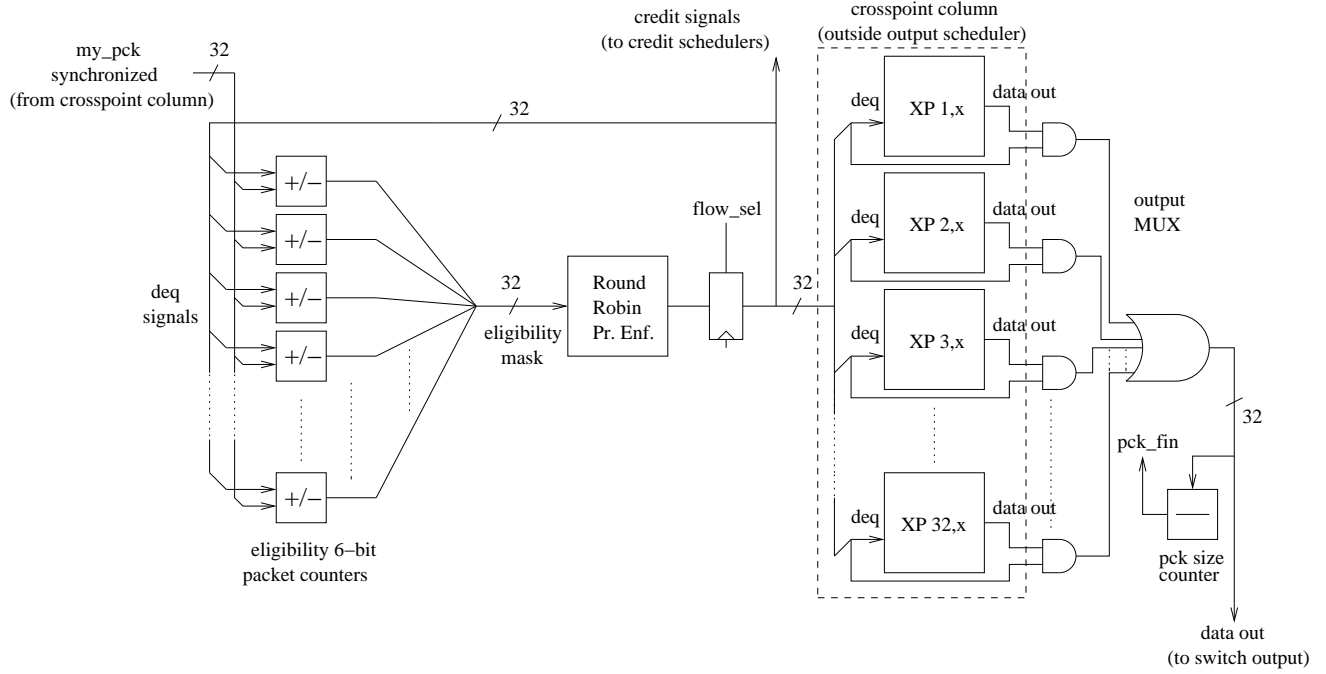 my_pck
synchronized
(from crosspoint column)
32
32
deq
signals
+/−
+/−
+/−
+/−
+/−
eligibility 6−bit
packet counters
32
eligibility
mask
Round
Robin
Pr. Enf.
flow_sel
credit signals
(to credit schedulers)
32
crosspoint column
(outside output scheduler)
deq
XP 1,x
data out
deq
XP 2,x
data out
deq
XP 3,x
data out
deq
XP 32,x
data out
output
MUX
32
pck_fin
pck size
counter
data out
(to switch output)